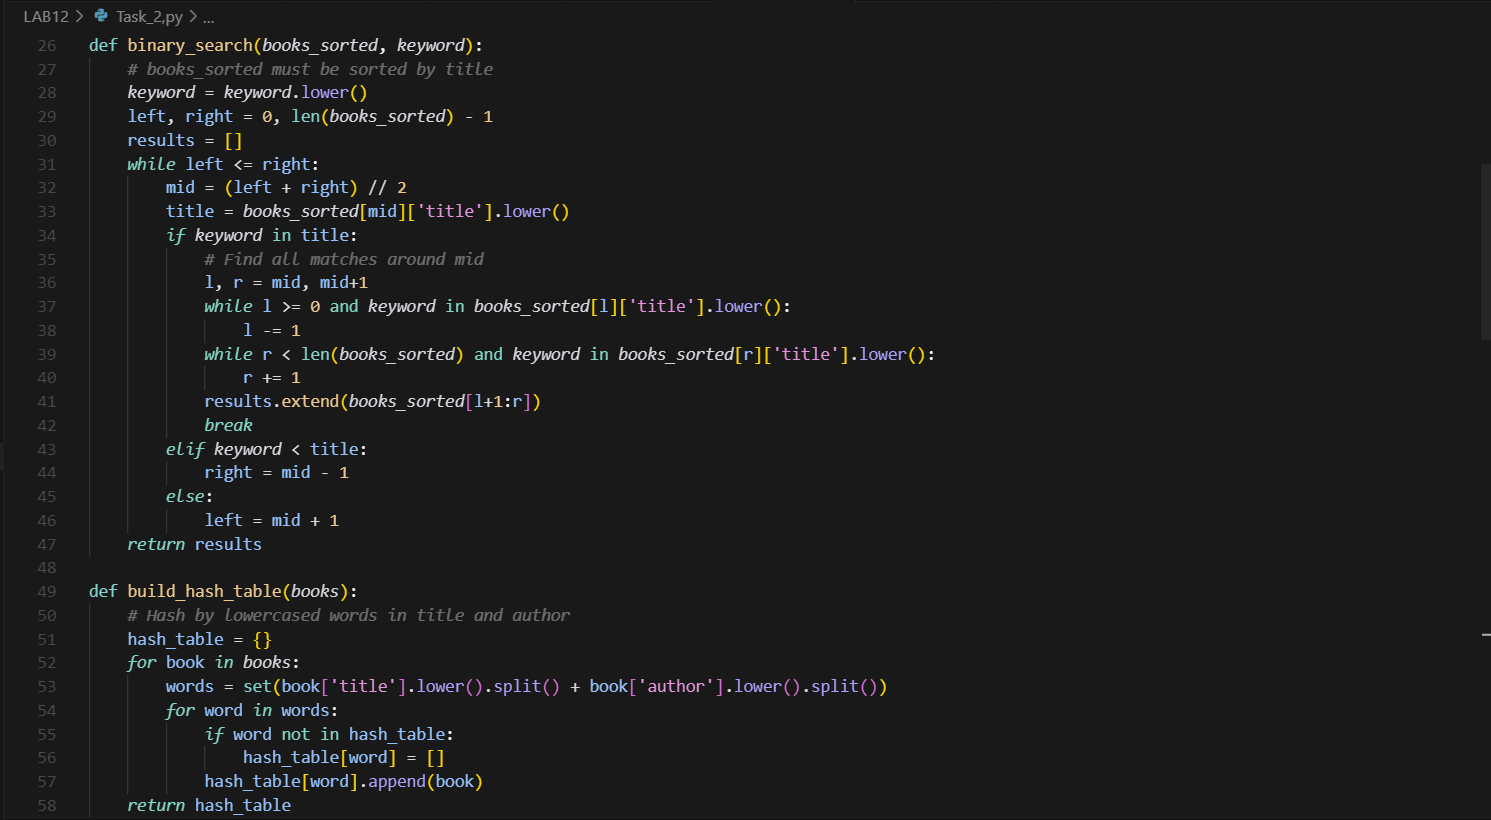 LAB12 > Task_2,py > ...
26 def binary_search(books_sorted, keyword):
27     # books_sorted must be sorted by title
28     keyword = keyword.lower()
29     left, right = 0, len(books_sorted) - 1
30     results = []
31     while left <= right:
32         mid = (left + right) // 2
33         title = books_sorted[mid]['title'].lower()
34         if keyword in title:
35             # Find all matches around mid
36             l, r = mid, mid+1
37             while l >= 0 and keyword in books_sorted[l]['title'].lower():
38                 l -= 1
39             while r < len(books_sorted) and keyword in books_sorted[r]['title'].lower():
40                 r += 1
41             results.extend(books_sorted[l+1:r])
42             break
43         elif keyword < title:
44             right = mid - 1
45         else:
46             left = mid + 1
47     return results
48
49 def build_hash_table(books):
50     # Hash by lowercased words in title and author
51     hash_table = {}
52     for book in books:
53         words = set(book['title'].lower().split() + book['author'].lower().split())
54         for word in words:
55             if word not in hash_table:
56                 hash_table[word] = []
57             hash_table[word].append(book)
58     return hash_table